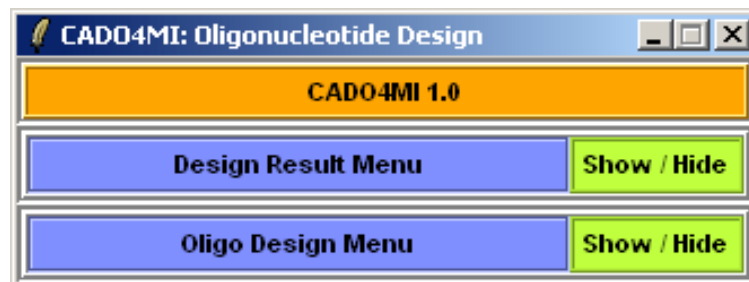 CADO4MI: Oligonucleotide Design
CADO4MI 1.0
Design Result Menu Show / Hide
Oligo Design Menu Show / Hide